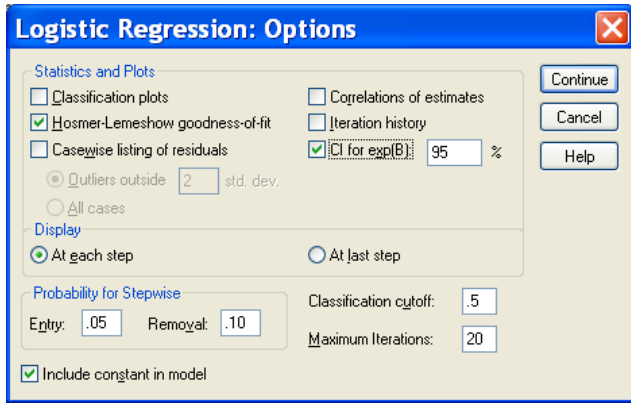 Logistic Regression: Options
Statistics and Plots
Classification plots
Correlations of estimates
Hosmer-Lemeshow goodness-of-fit
Iteration history
Casewise listing of residuals
CI for exp(B): 95 %
Outliers outside 2 std. dev.
All cases
Display
At each step
At last step
Probability for Stepwise
Entry: .05 Removal: .10
Classification cutoff: .5
Maximum Iterations: 20
Include constant in model
Continue
Cancel
Help